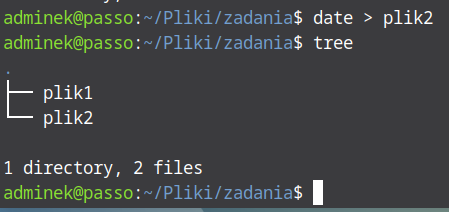 adminek@passo:~/Pliki/zadania$ date > plik2
adminek@passo:~/Pliki/zadania$ tree
.
├── plik1
└── plik2
1 directory, 2 files
adminek@passo:~/Pliki/zadania$